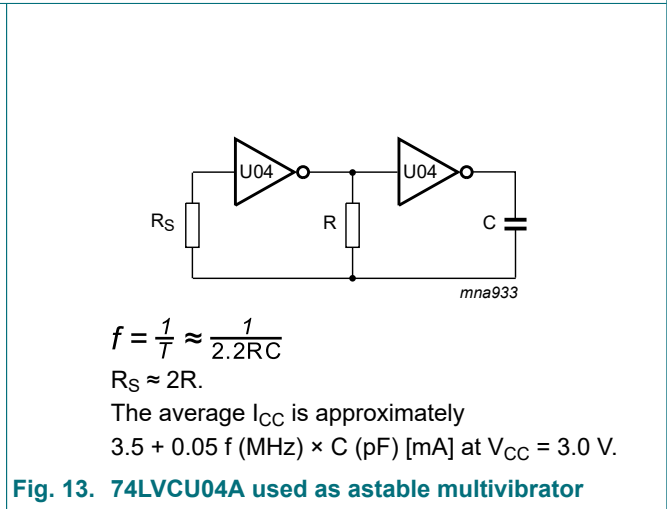 U04 U04
R_S R C
mna933
f = 1/T ≈ 1/2.2RC
R_S ≈ 2R.
The average I_CC is approximately
3.5 + 0.05 f (MHz) × C (pF) [mA] at V_CC = 3.0 V.
Fig. 13. 74LVCU04A used as astable multivibrator